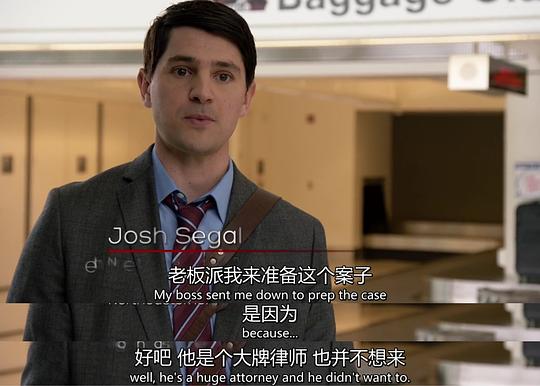 Baggage
Josh Segal
老板派我来准备这个案子
My boss sent me down to prep the case
是因为
because...
好吧 他是个大牌律师 也并不想来
well, he's a huge attorney and he didn't want to.